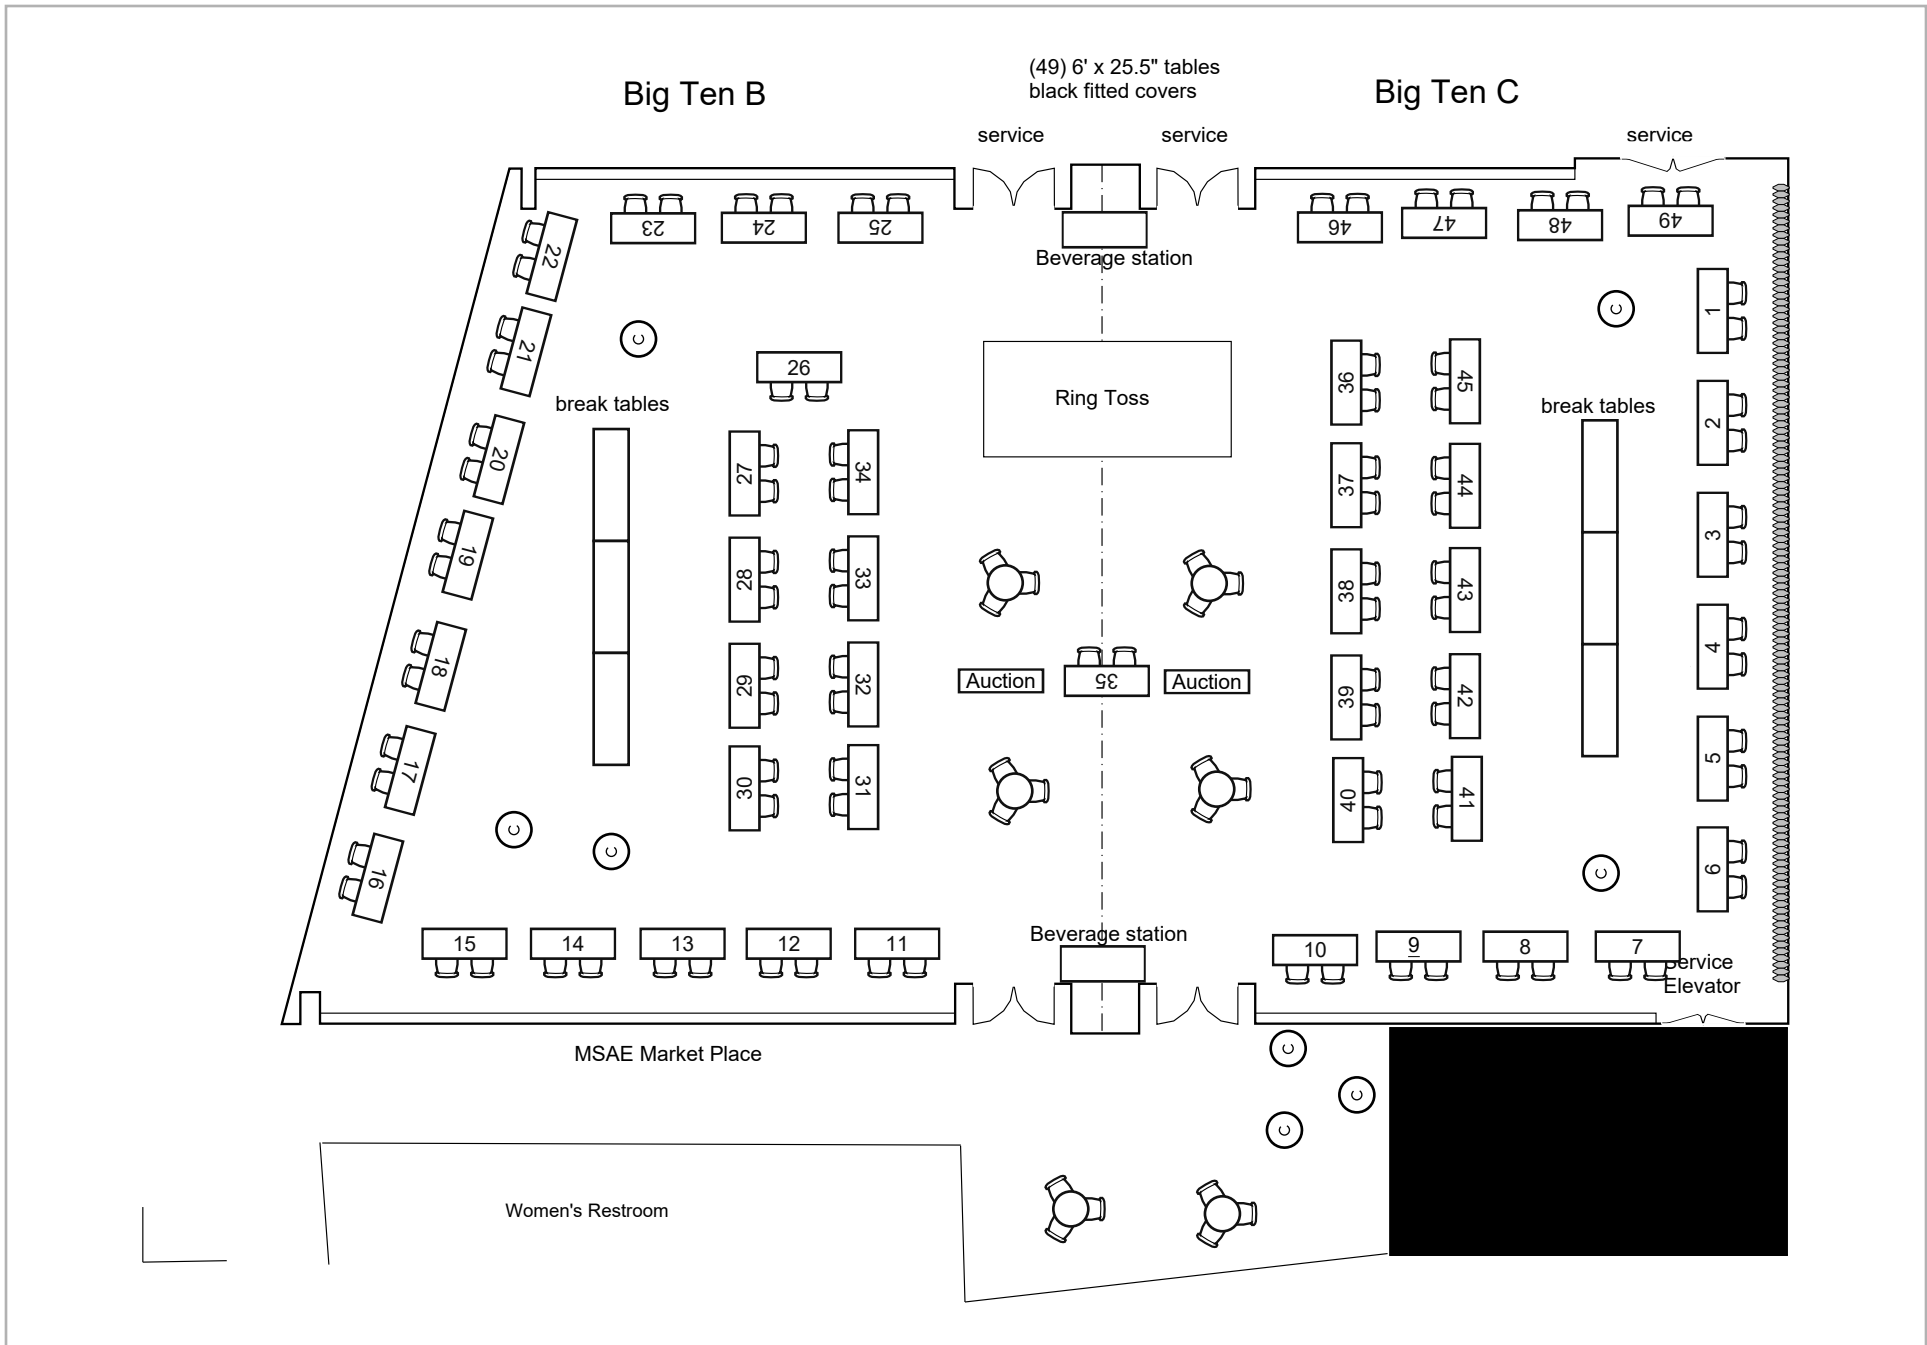 (49) 6' x 25.5" tables
black fitted covers
Big Ten B
Big Ten C
service
service
service
23
24
25
46
47
48
49
22
Beverage station
1
C
C
21
26
Ring Toss
36
45
break tables
break tables
2
20
27
34
37
44
3
19
28
33
38
43
4
18
29
32
Auction
35
Auction
39
42
5
17
30
31
40
41
C
C
C
6
16
Beverage station
15
14
13
12
11
10
9
8
7
Service
Elevator
MSAE Market Place
C
C
C
Women's Restroom